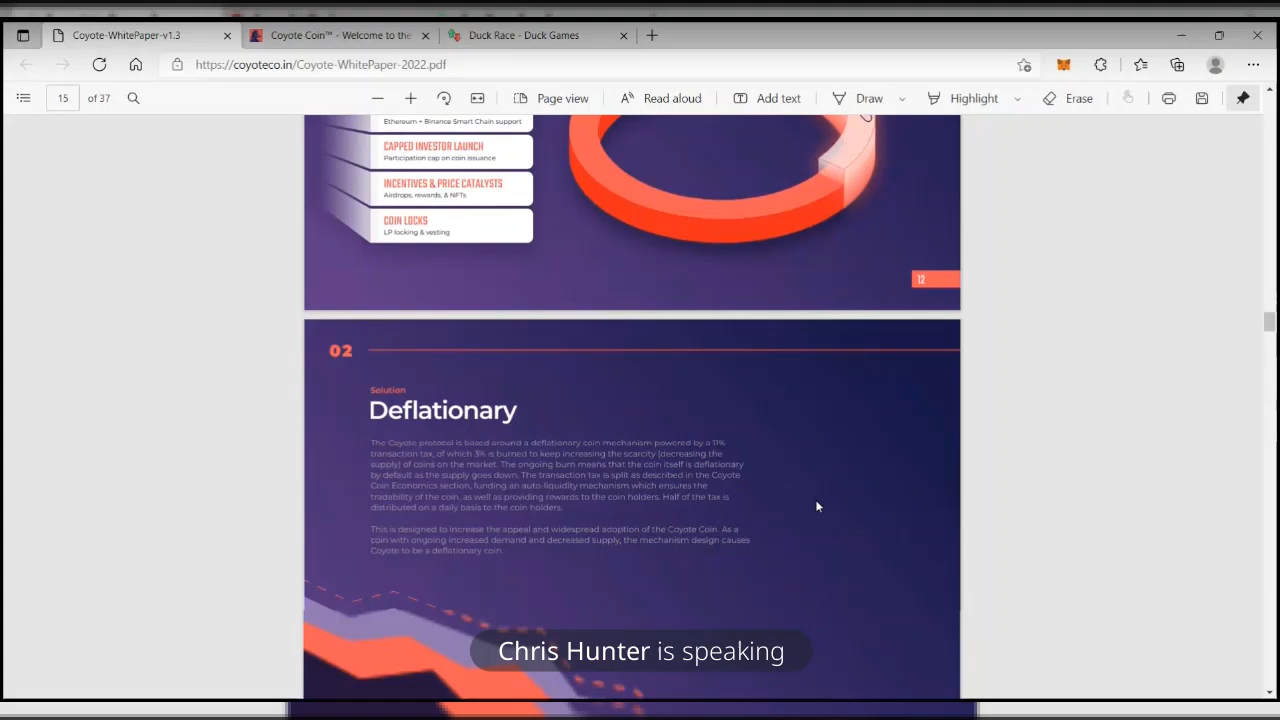 Coyote-WhitePaper-v1.3
Coyote Coin™ - Welcome to the
Duck Race - Duck Games
https://coyoteco.in/Coyote-WhitePaper-2022.pdf
15 of 37
Page view
Read aloud
Add text
Draw
Highlight
Erase
Ethereum + Binance Smart Chain support
CAPPED INVESTOR LAUNCH
Participation cap on coin issuance
INCENTIVES & PRICE CATALYSTS
Airdrops, rewards, & NFTs
COIN LOCKS
LP locking & vesting
12
02
Solution
Deflationary
The Coyote protocol is based around a deflationary coin mechanism powered by a 11%
transaction tax, of which 3% is burned to keep increasing the scarcity (decreasing the
supply) of coins on the market. The ongoing burn means that the coin itself is deflationary
by default as the supply goes down. The transaction tax is split as described in the Coyote
Coin Economics section, funding an auto-liquidity mechanism which ensures the
tradability of the coin, as well as providing rewards to the coin holders. Half of the tax is
distributed on a daily basis to the coin holders.
This is designed to increase the appeal and widespread adoption of the Coyote Coin. As a
coin with ongoing increased demand and decreased supply, the mechanism design causes
Coyote to be a deflationary coin.
Chris Hunter is speaking